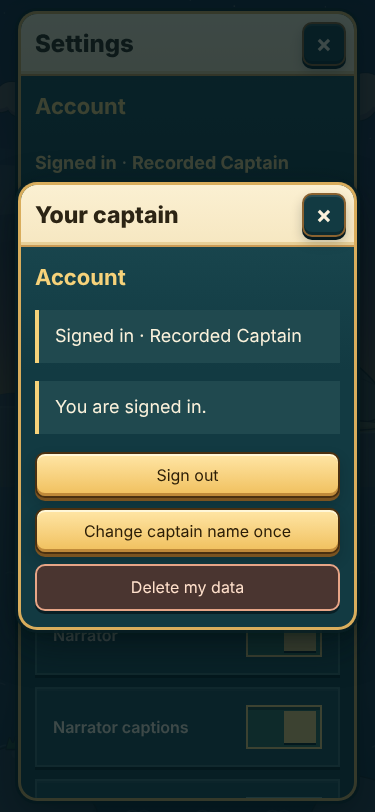 Settings
×
Account
Signed in · Recorded Captain
Your captain
×
Account
Signed in · Recorded Captain
You are signed in.
Sign out
Change captain name once
Delete my data
Narrator
Narrator captions